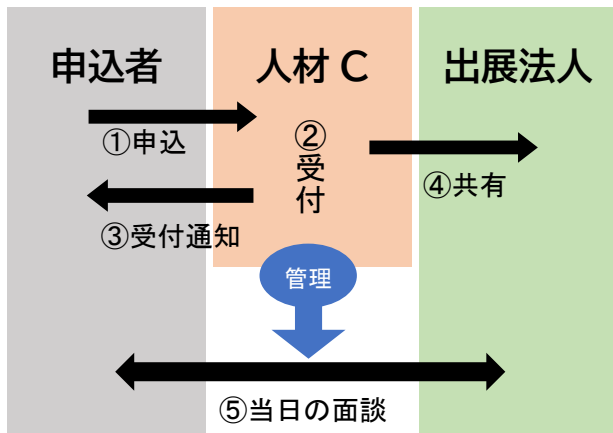 申込者
人材C
出展法人
①申込
②受付
③受付通知
④共有
管理
⑤当日の面談